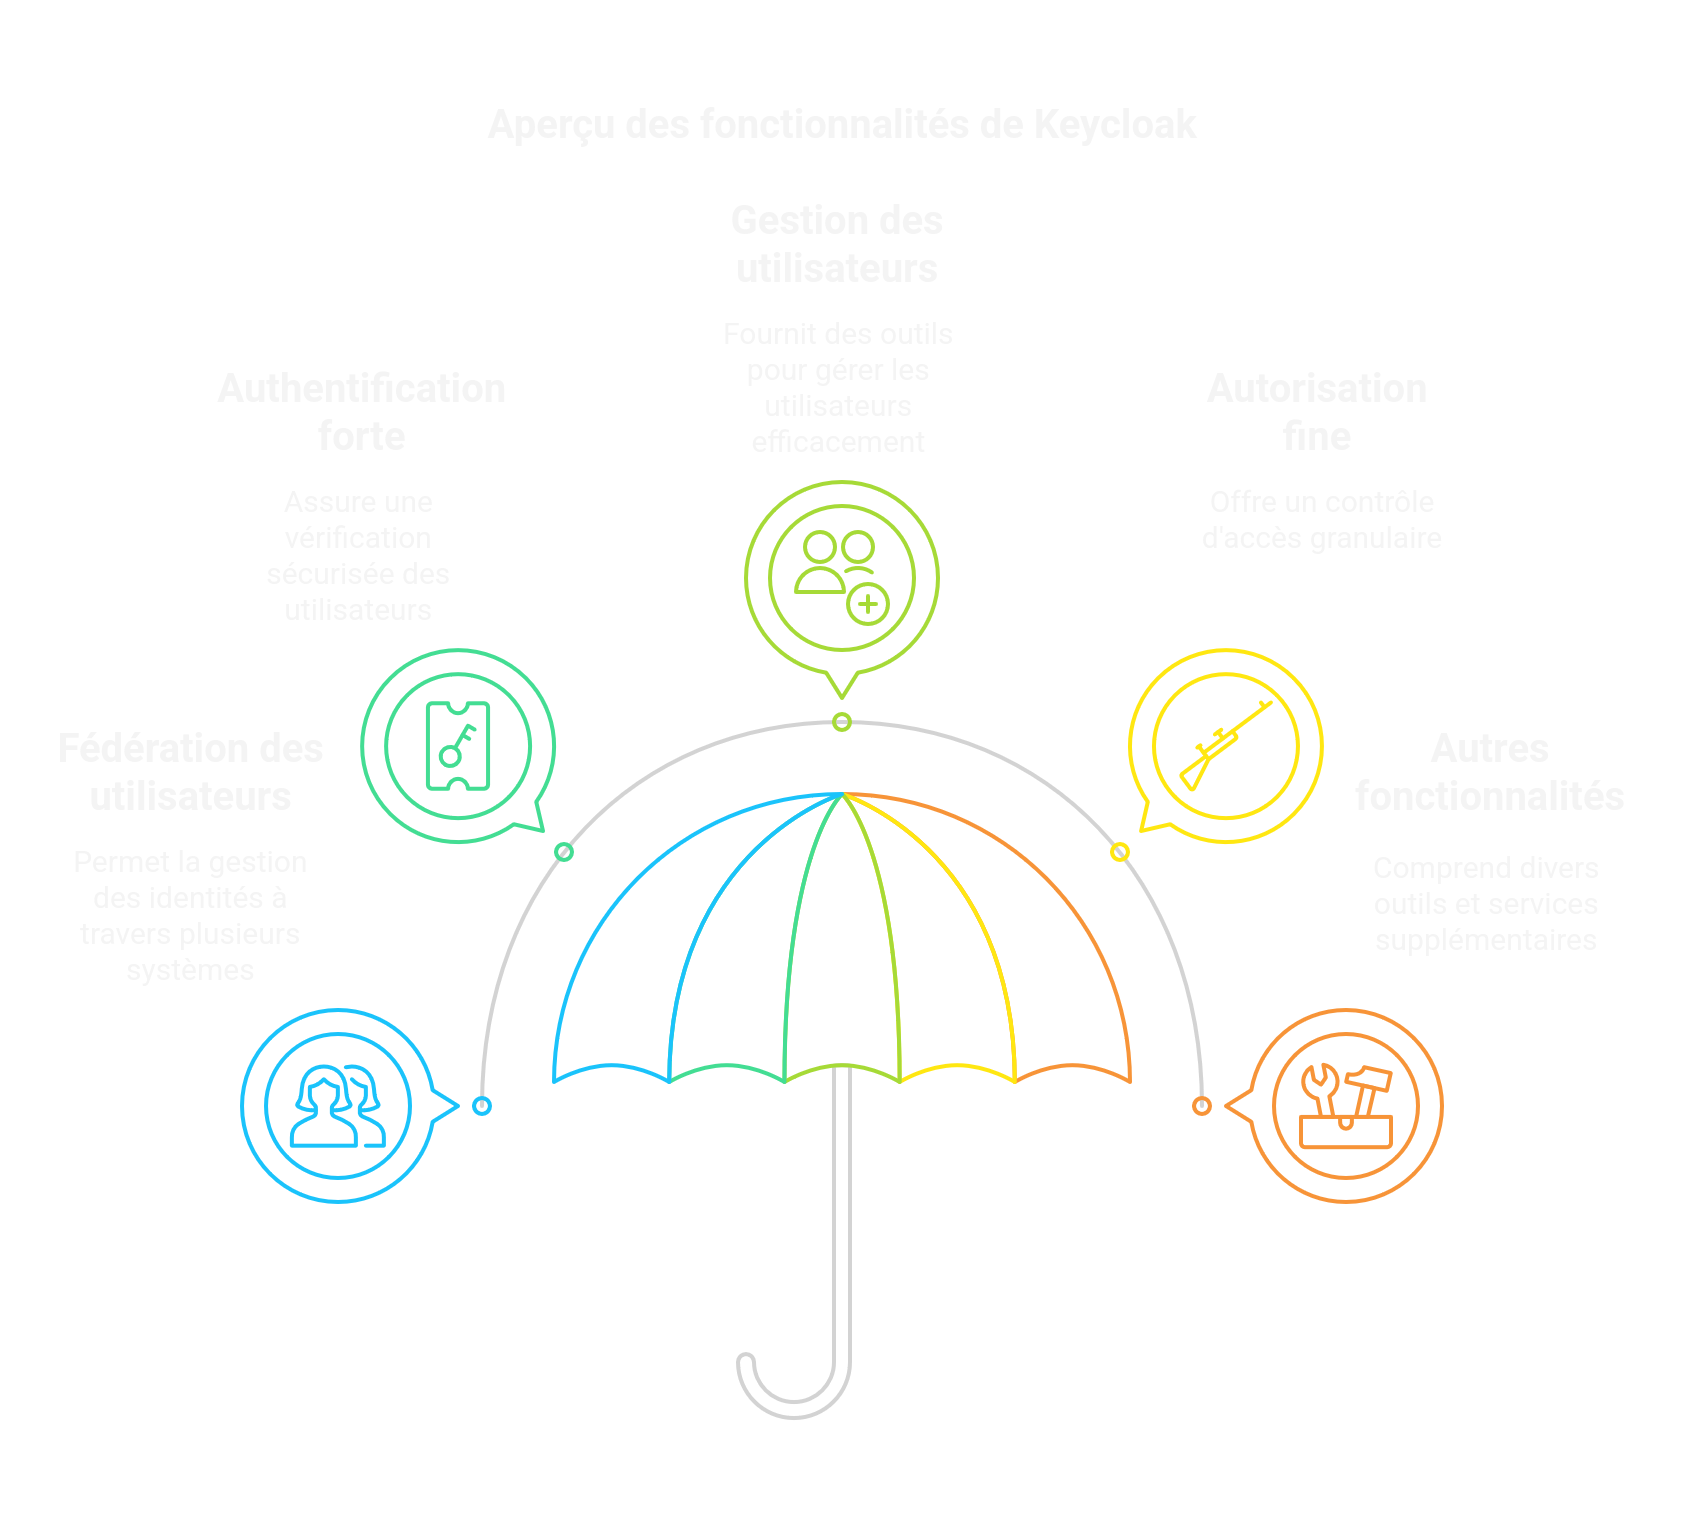 Aperçu des fonctionnalités de Keycloak
Gestion des
utilisateurs
Fournit des outils
pour gérer les
utilisateurs
efficacement
Authentification
forte
Assure une
vérification
sécurisée des
utilisateurs
Autorisation
fine
Offre un contrôle
d'accès granulaire
Fédération des
utilisateurs
Permet la gestion
des identités à
travers plusieurs
systèmes
Autres
fonctionnalités
Comprend divers
outils et services
supplémentaires